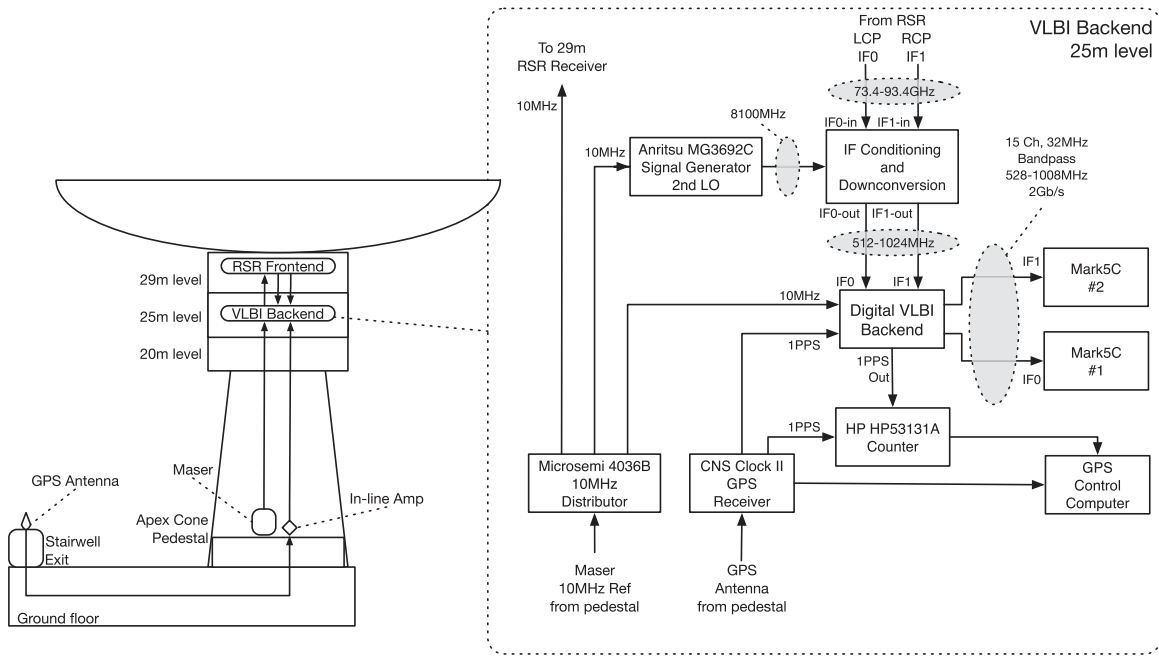 RSR Frontend
29m level
25m level
VLBI Backend
20m level
GPS Antenna
Maser
In-line Amp
Apex Cone
Pedestal
Stairwell
Exit
Ground floor
VLBI Backend
25m level
From RSR
LCP RCP
IF0 IF1
To 29m
RSR Receiver
73.4-93.4GHz
10MHz
8100MHz
IF0-in IF1-in
10MHz
Anritsu MG3692C
Signal Generator
2nd LO
IF Conditioning
and
Downconversion
15 Ch, 32MHz
Bandpass
528-1008MHz
2Gb/s
IF0-out IF1-out
512-1024MHz
IF0 IF1
IF1
Mark5C
#2
10MHz
Digital VLBI
Backend
1PPS
Mark5C
#1
IF0
1PPS
Out
1PPS
HP HP53131A
Counter
Microsemi 4036B
10MHz
Distributor
CNS Clock II
GPS
Receiver
GPS
Control
Computer
Maser
10MHz Ref
from pedestal
GPS
Antenna
from pedestal